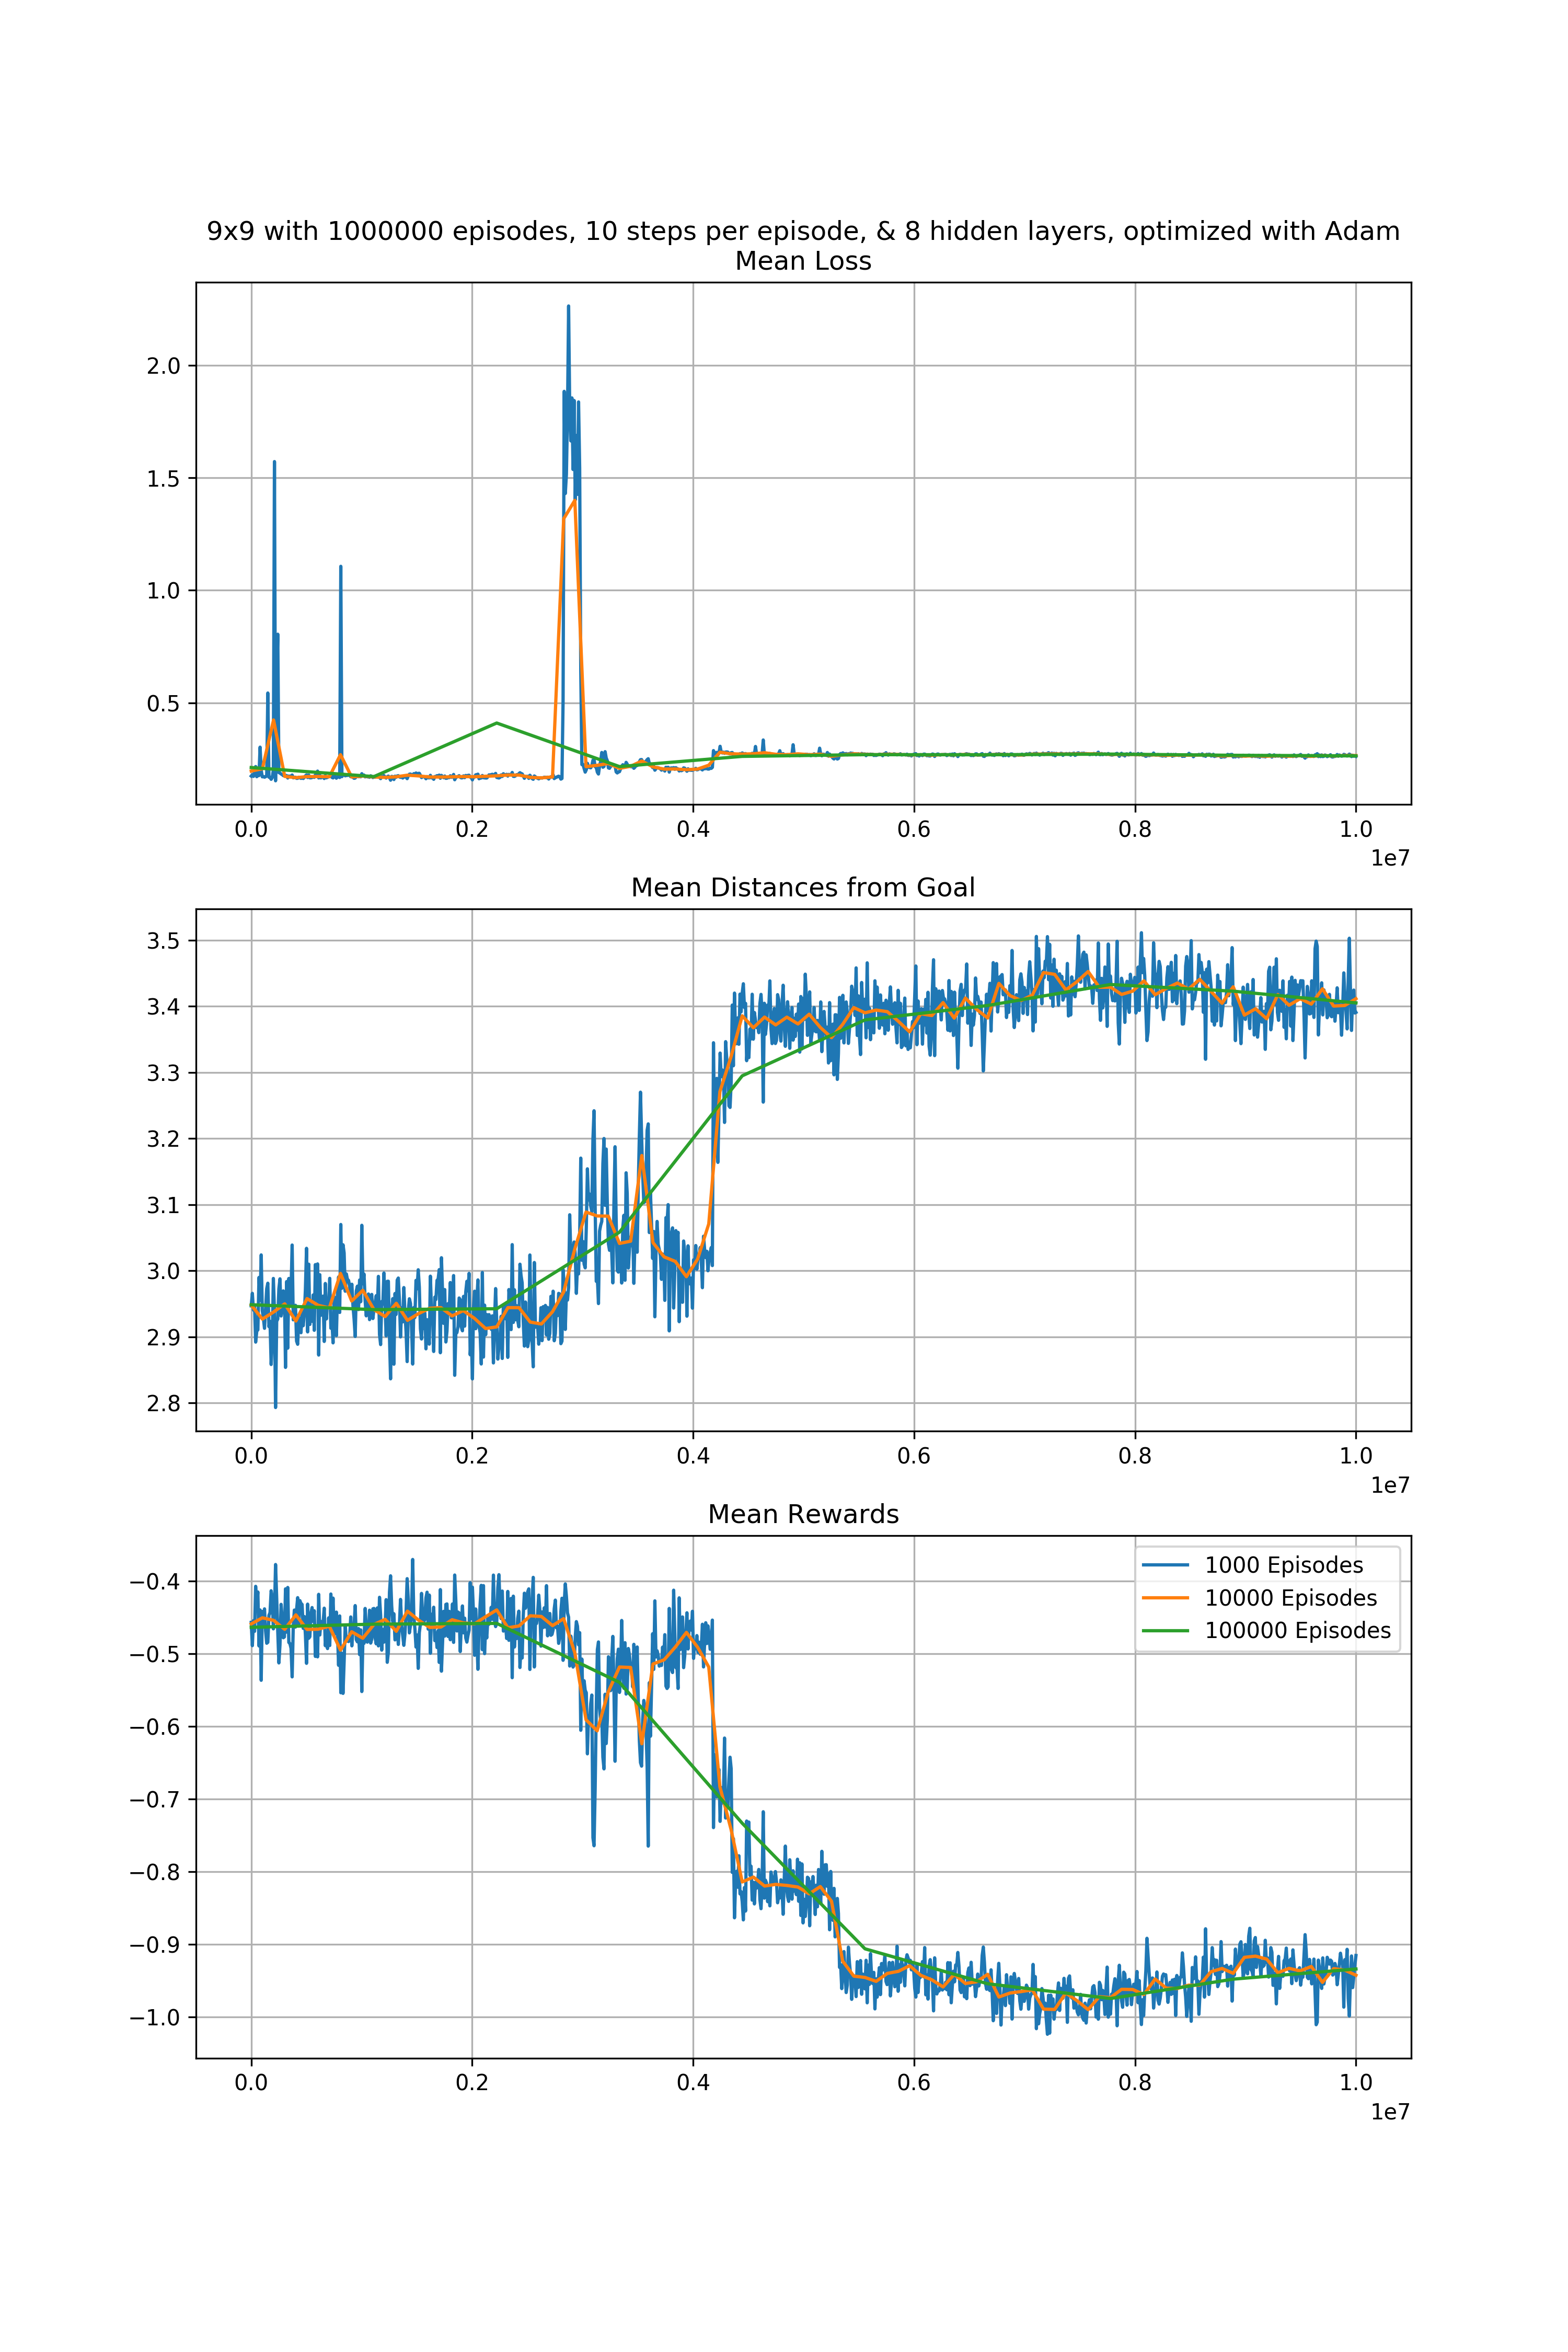 9x9 with 1000000 episodes, 10 steps per episode, & 8 hidden layers, optimized with Adam
Mean Loss
2.0
1.5
1.0
0.5
0.0 0.2 0.4 0.6 0.8 1.0
1e7
Mean Distances from Goal
3.5
3.4
3.3
3.2
3.1
3.0
2.9
2.8
0.0 0.2 0.4 0.6 0.8 1.0
1e7
Mean Rewards
−0.4
−0.5
−0.6
−0.7
−0.8
−0.9
−1.0
1000 Episodes
10000 Episodes
100000 Episodes
0.0 0.2 0.4 0.6 0.8 1.0
1e7